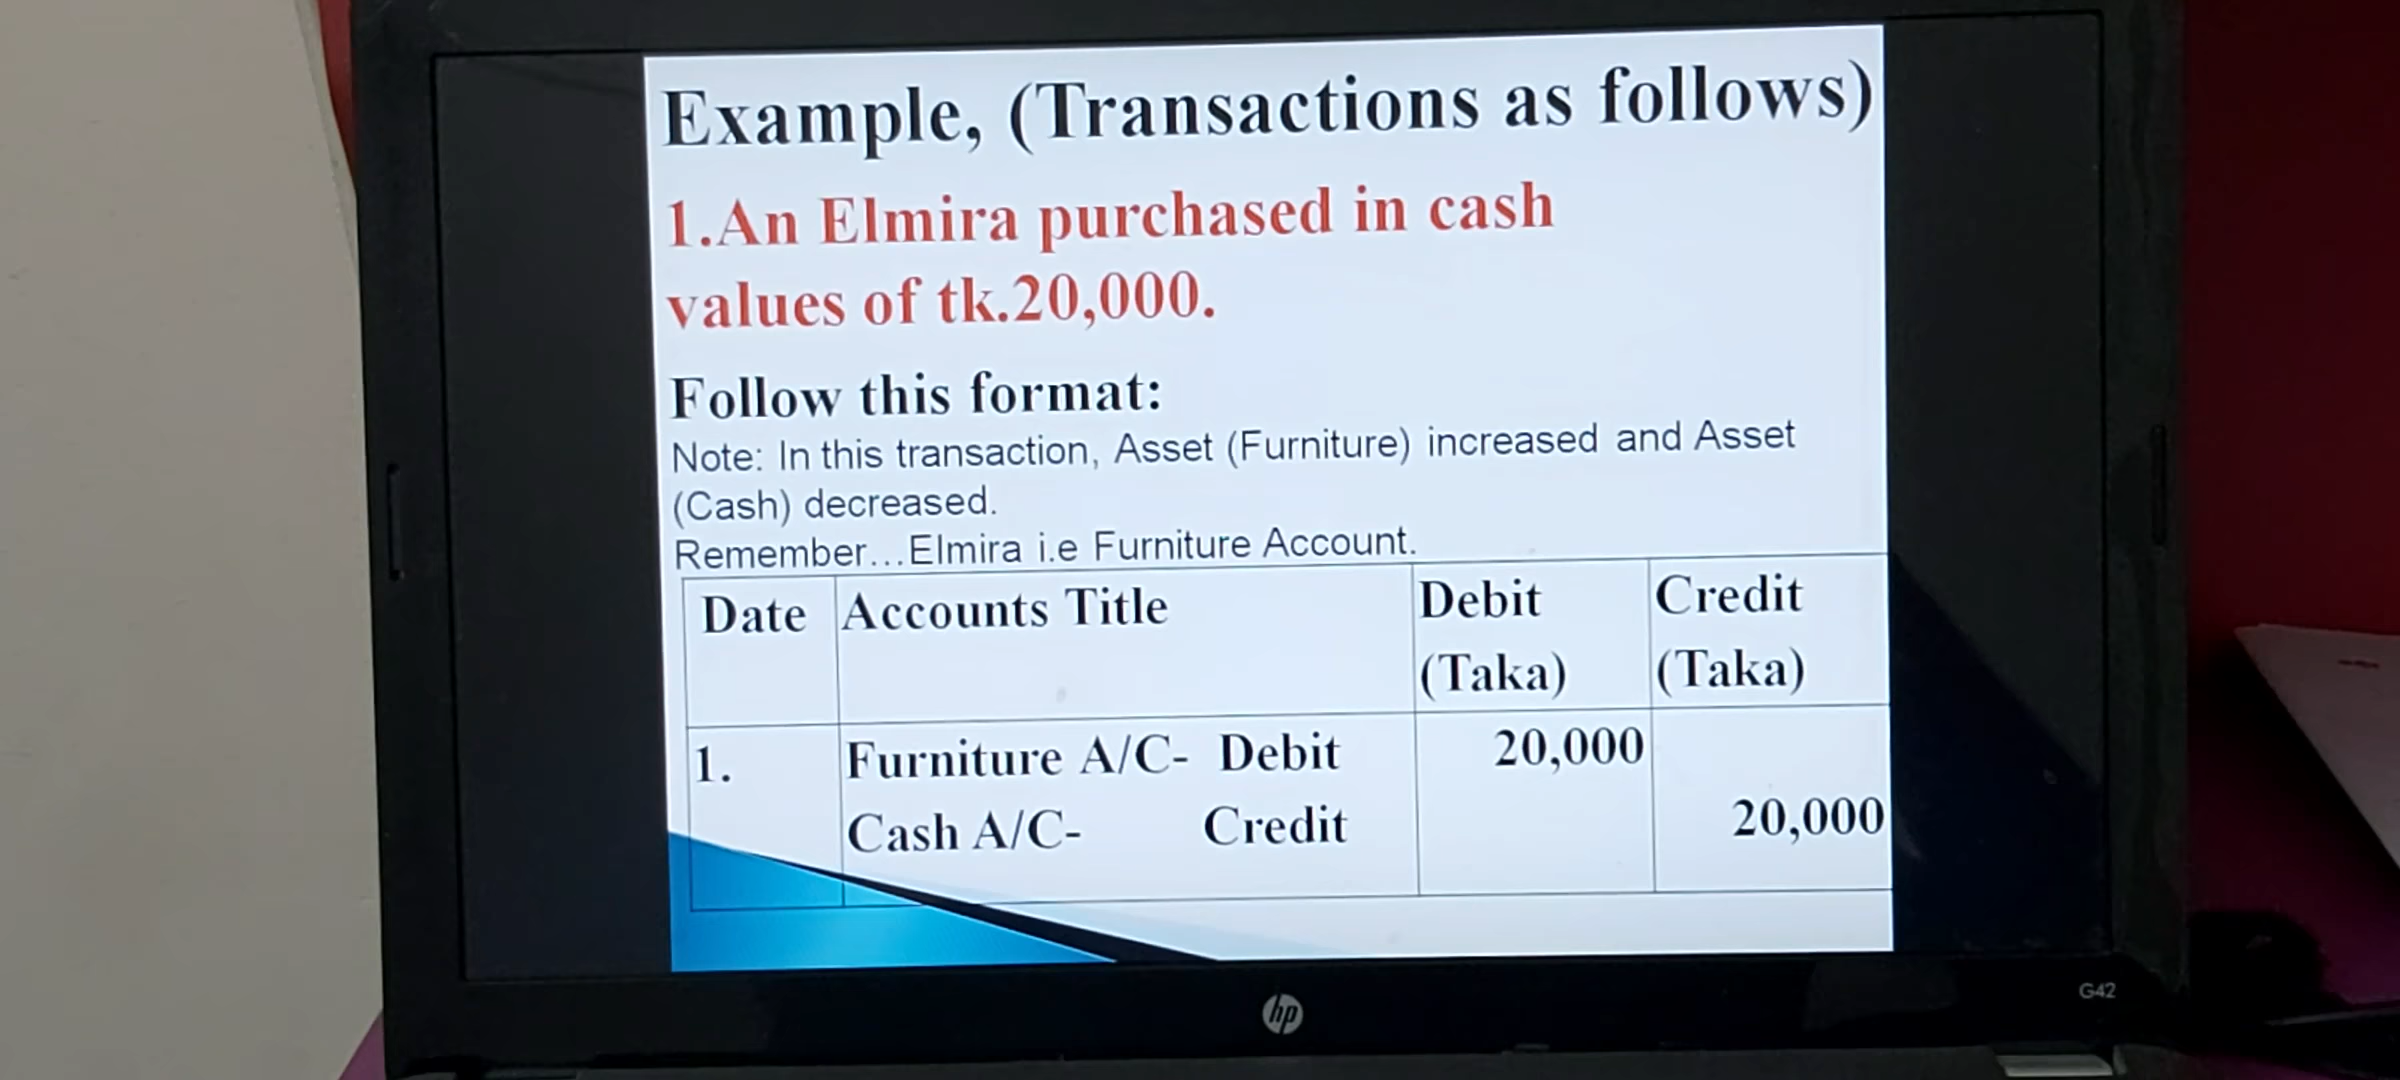 Example, (Transactions as follows)
1.An Elmira purchased in cash
values of tk.20,000.
Follow this format:
Note: In this transaction, Asset (Furniture) increased and Asset
(Cash) decreased.
Remember...Elmira i.e Furniture Account.
Date Accounts Title Debit (Taka) Credit (Taka)
1. Furniture A/C- Debit 20,000
Cash A/C- Credit 20,000
hp
G42